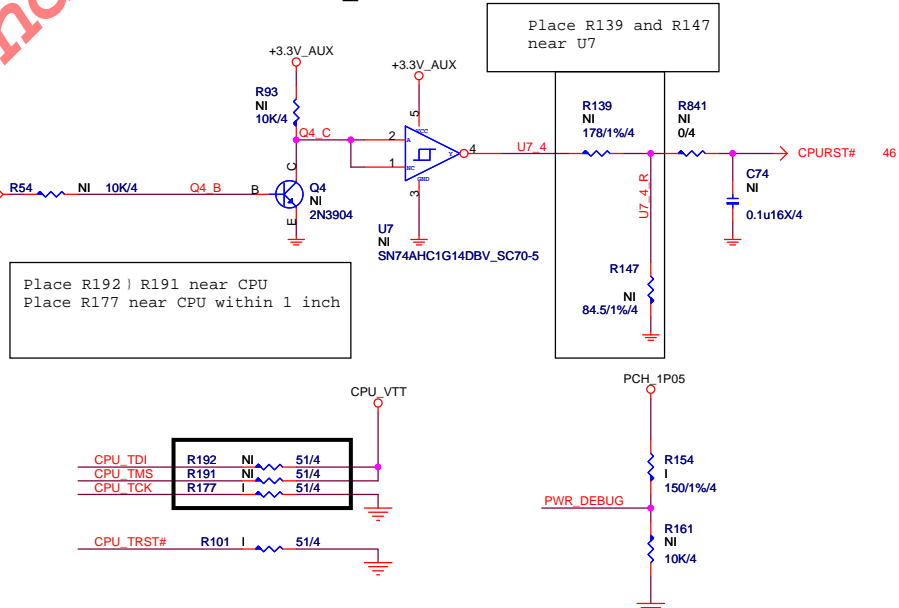 Place R139 and R147
near U7
+3.3V_AUX
+3.3V_AUX
R93
NI
10K/4
Q4_C
5
VCC
2
A
1
NC
GND
3
Y
4
U7_4
R139
NI
178/1%/4
R841
NI
0/4
CPURST# 46
C74
NI
0.1u16X/4
R54 NI 10K/4 Q4_B
B
C
E
Q4
NI
2N3904
U7
NI
SN74AHC1G14DBV_SC70-5
U7_4_R
R147
NI
84.5/1%/4
Place R192 ) R191 near CPU
Place R177 near CPU within 1 inch
CPU_VTT
CPU_TDI R192 NI 51/4
CPU_TMS R191 NI 51/4
CPU_TCK R177 I 51/4
CPU_TRST# R101 I 51/4
PCH_1P05
R154
I
150/1%/4
PWR_DEBUG
R161
NI
10K/4